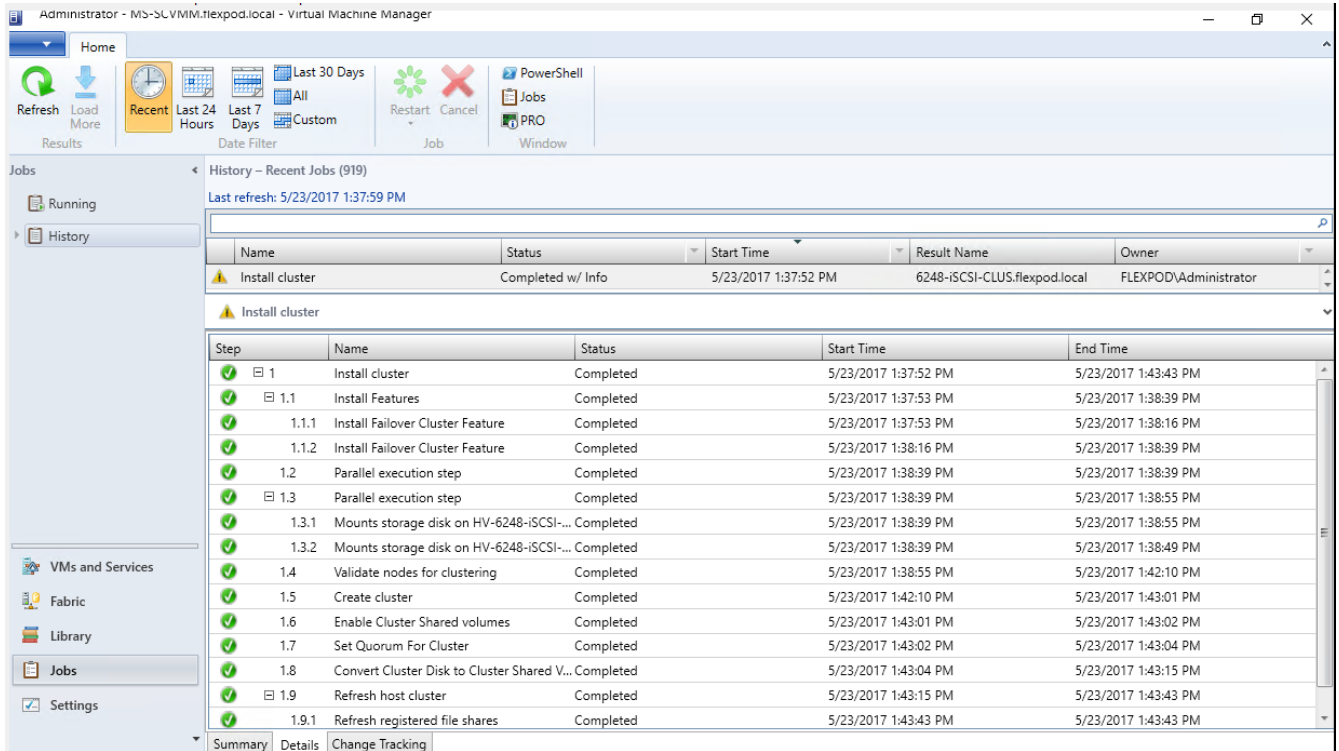 Administrator - MS-SCVMM.flexpod.local - Virtual Machine Manager
Home
Refresh
Load More
Results
Recent
Last 24 Hours
Last 7 Days
Last 30 Days
All
Custom
Date Filter
Restart
Cancel
Job
PowerShell
Jobs
PRO
Window
Jobs
Running
History
VMs and Services
Fabric
Library
Jobs
Settings
History – Recent Jobs (919)
Last refresh: 5/23/2017 1:37:59 PM
Name Status Start Time Result Name Owner
Install cluster Completed w/ Info 5/23/2017 1:37:52 PM 6248-iSCSI-CLUS.flexpod.local FLEXPOD\Administrator
Install cluster
Step Name Status Start Time End Time
1 Install cluster Completed 5/23/2017 1:37:52 PM 5/23/2017 1:43:43 PM
1.1 Install Features Completed 5/23/2017 1:37:53 PM 5/23/2017 1:38:39 PM
1.1.1 Install Failover Cluster Feature Completed 5/23/2017 1:37:53 PM 5/23/2017 1:38:16 PM
1.1.2 Install Failover Cluster Feature Completed 5/23/2017 1:38:16 PM 5/23/2017 1:38:39 PM
1.2 Parallel execution step Completed 5/23/2017 1:38:39 PM 5/23/2017 1:38:39 PM
1.3 Parallel execution step Completed 5/23/2017 1:38:39 PM 5/23/2017 1:38:55 PM
1.3.1 Mounts storage disk on HV-6248-iSCSI-... Completed 5/23/2017 1:38:39 PM 5/23/2017 1:38:55 PM
1.3.2 Mounts storage disk on HV-6248-iSCSI-... Completed 5/23/2017 1:38:39 PM 5/23/2017 1:38:49 PM
1.4 Validate nodes for clustering Completed 5/23/2017 1:38:55 PM 5/23/2017 1:42:10 PM
1.5 Create cluster Completed 5/23/2017 1:42:10 PM 5/23/2017 1:43:01 PM
1.6 Enable Cluster Shared volumes Completed 5/23/2017 1:43:01 PM 5/23/2017 1:43:02 PM
1.7 Set Quorum For Cluster Completed 5/23/2017 1:43:02 PM 5/23/2017 1:43:04 PM
1.8 Convert Cluster Disk to Cluster Shared V... Completed 5/23/2017 1:43:04 PM 5/23/2017 1:43:15 PM
1.9 Refresh host cluster Completed 5/23/2017 1:43:15 PM 5/23/2017 1:43:43 PM
1.9.1 Refresh registered file shares Completed 5/23/2017 1:43:43 PM 5/23/2017 1:43:43 PM
Summary Details Change Tracking